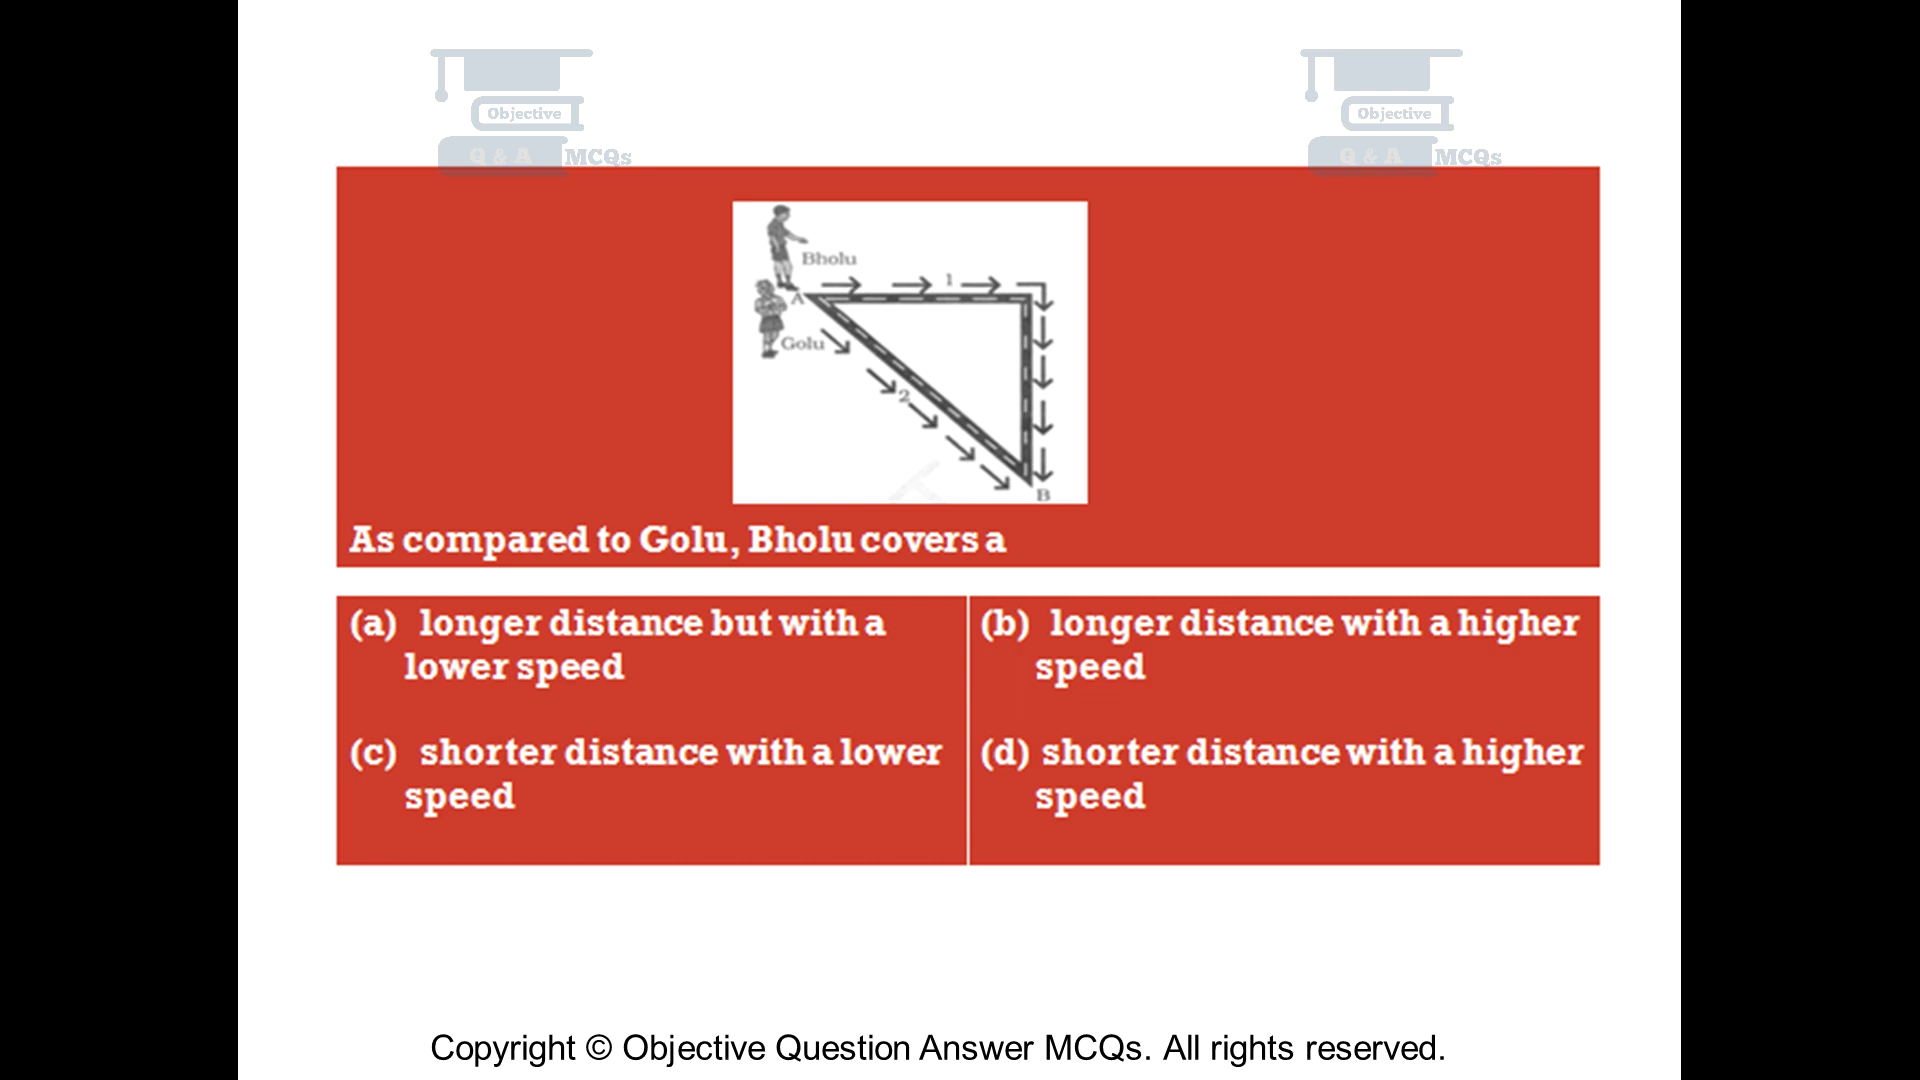 Objective
Q & A MCQs
Objective
Q & A MCQs
Bholu
1
A
Golu
2
B
As compared to Golu, Bholu covers a
(a) longer distance but with a
lower speed
(b) longer distance with a higher
speed
(c) shorter distance with a lower
speed
(d) shorter distance with a higher
speed
Copyright © Objective Question Answer MCQs. All rights reserved.